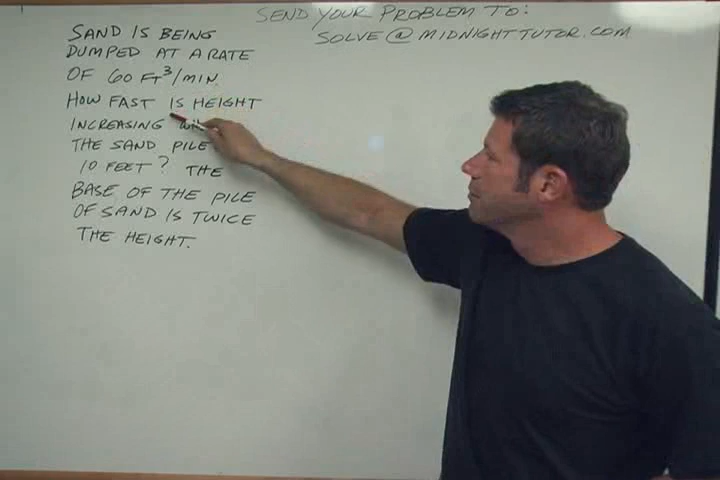 SEND YOUR PROBLEM TO:
SOLVE@MIDNIGHTTUTOR.COM
SAND IS BEING
DUMPED AT A RATE
OF 60 FT³/MIN.
HOW FAST IS HEIGHT
INCREASING
THE SAND PILE
10 FEET? THE
BASE OF THE PILE
OF SAND IS TWICE
THE HEIGHT.